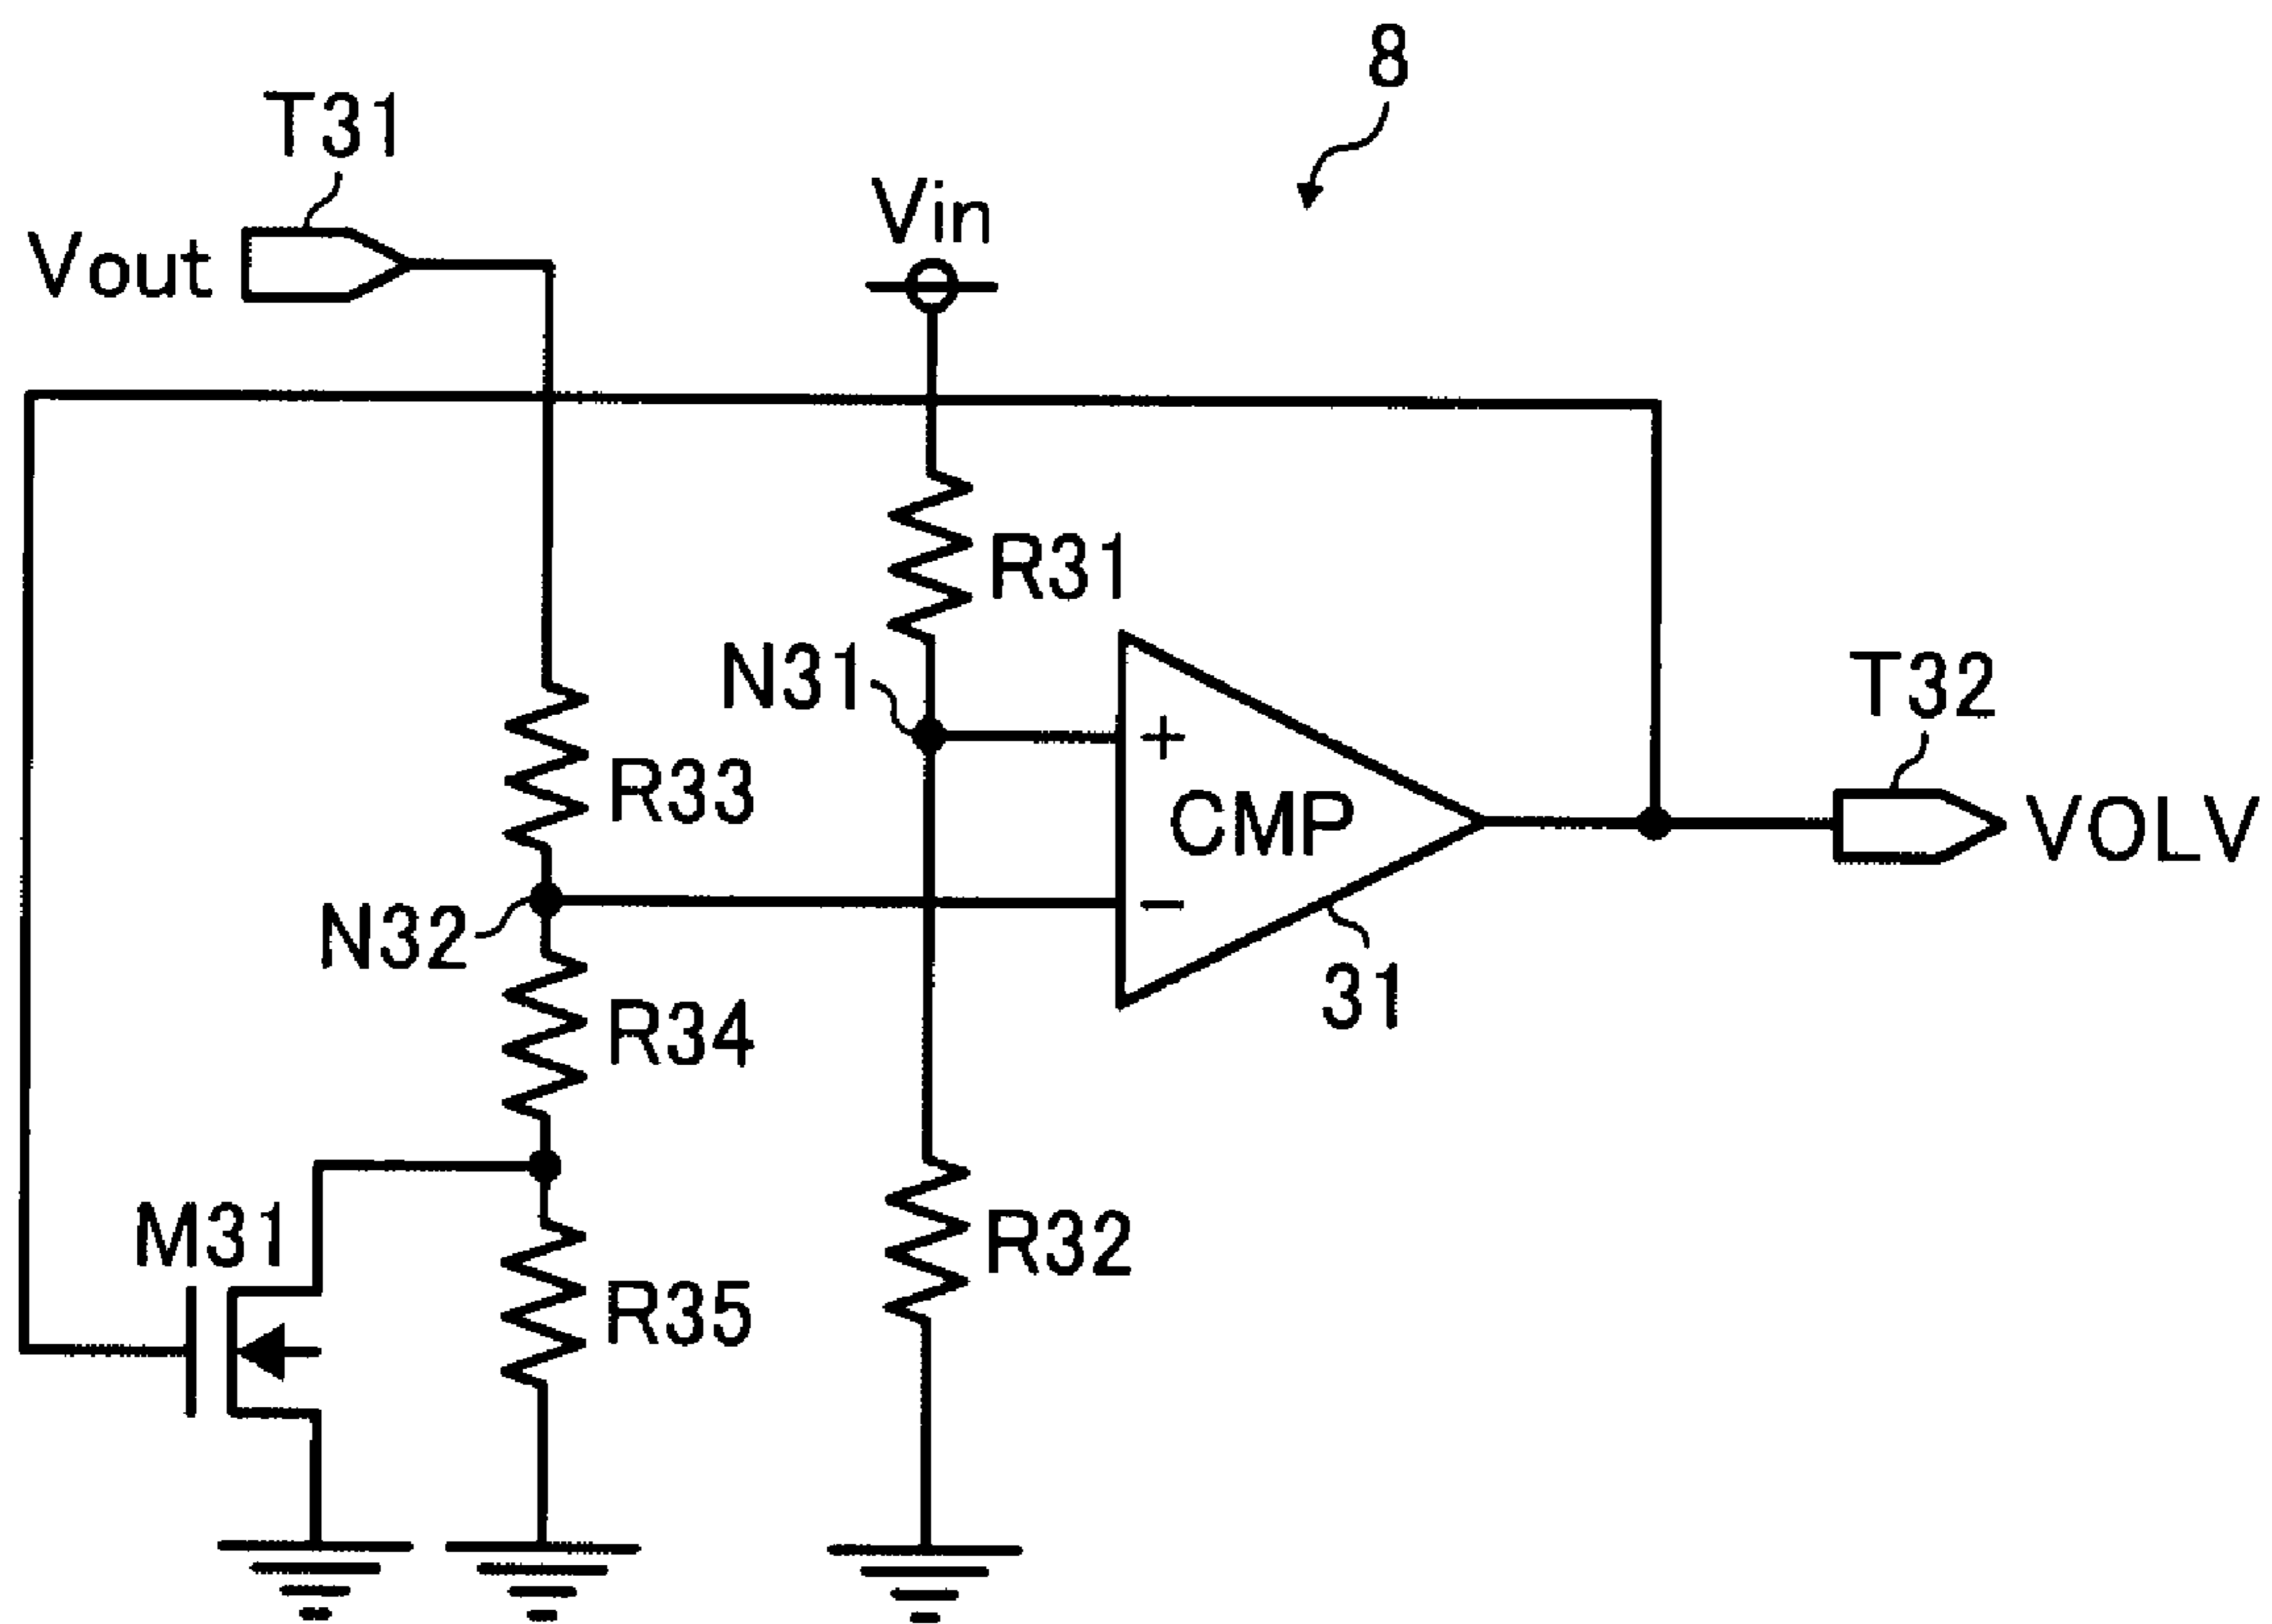 8
T31
Vin
Vout
R31
N31
T32
+
R33
CMP
VOLV
N32
−
31
R34
M31
R32
R35